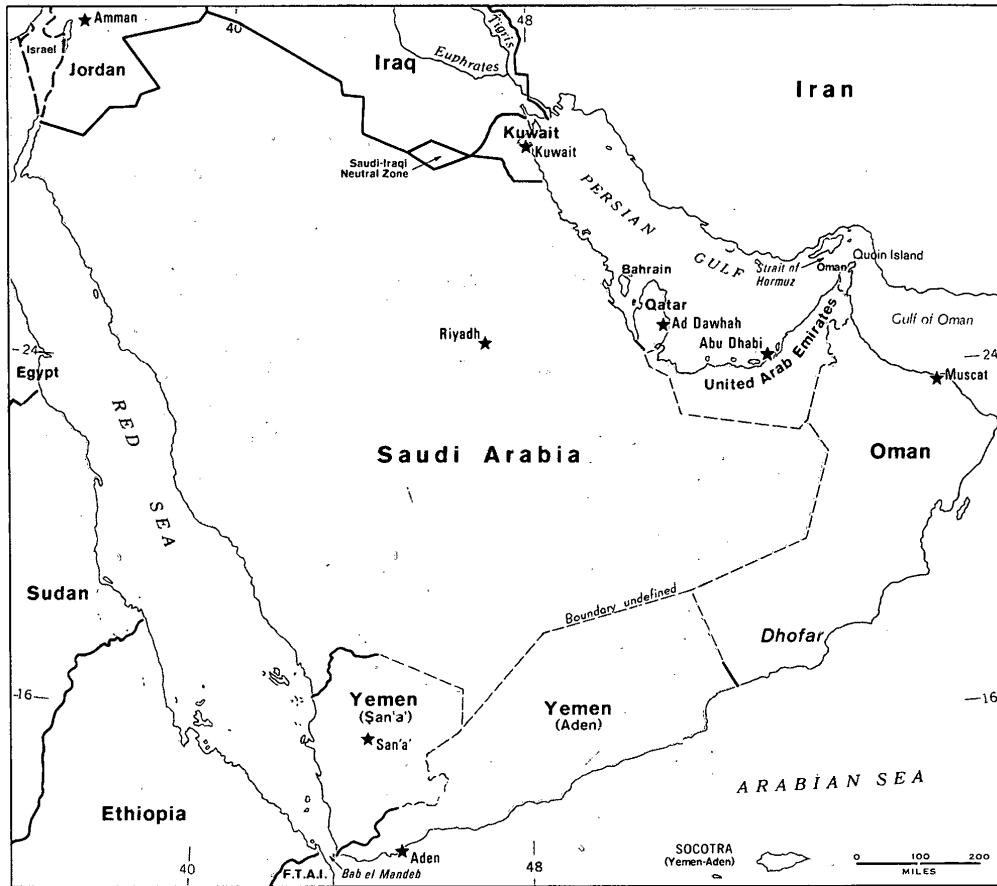 Amman
40
48
Tigris
Israel
Jordan
Iraq
Euphrates
Iran
Kuwait
Kuwait
Saudi-Iraqi
Neutral Zone
PERSIAN
GULF
Strait of
Hormuz
Oman
Quoin Island
Bahrain
Qatar
Ad Dawhah
Gulf of Oman
Riyadh
Abu Dhabi
United Arab Emirates
24
24
Muscat
Egypt
RED
SEA
Saudi Arabia
Oman
Sudan
Boundary undefined
Dhofar
16
16
Yemen
(Ṣan'a')
San'a'
Yemen
(Aden)
ARABIAN SEA
Ethiopia
Aden
SOCOTRA
(Yemen-Aden)
0 100 200
MILES
40
F.T.A.I.
Bab el Mandeb
48